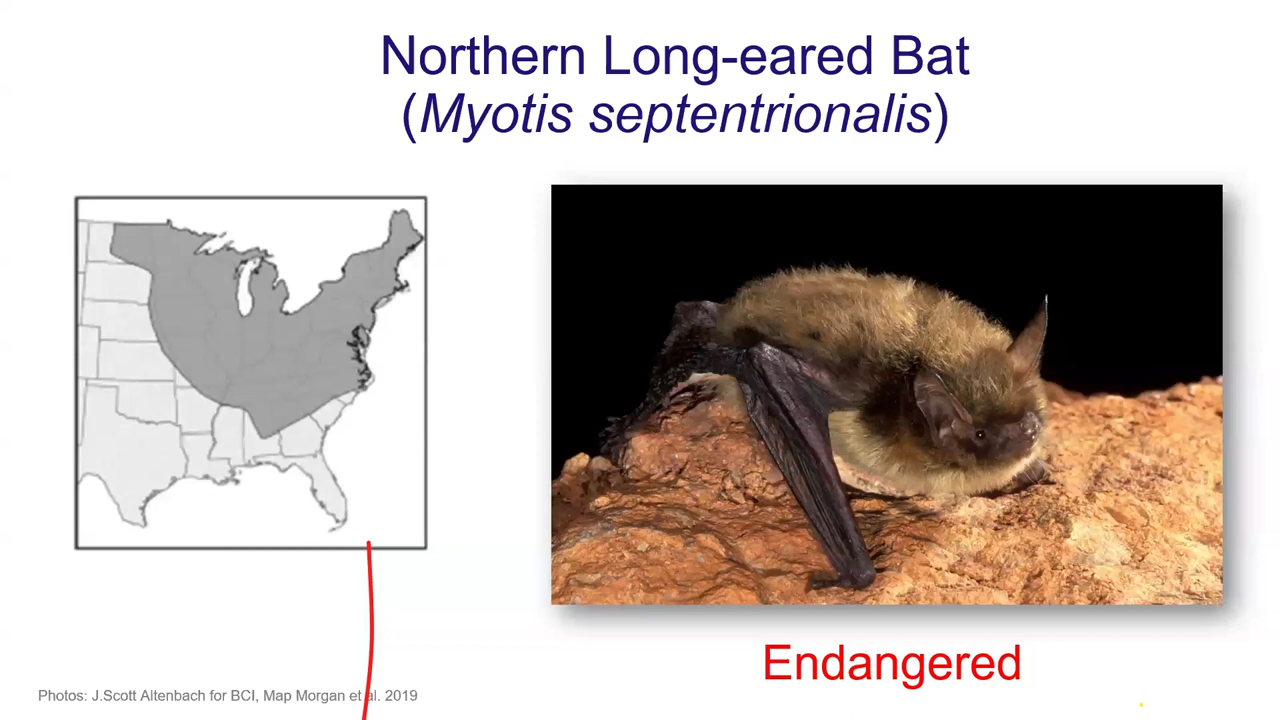 Northern Long-eared Bat
(Myotis septentrionalis)
Endangered
Photos: J.Scott Altenbach for BCI, Map Morgan et al. 2019